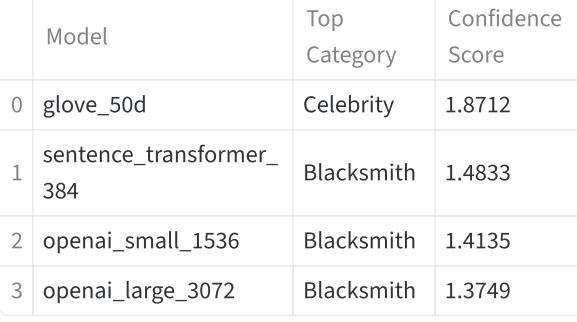 Model Top Category Confidence Score
0 glove_50d Celebrity 1.8712
1 sentence_transformer_384 Blacksmith 1.4833
2 openai_small_1536 Blacksmith 1.4135
3 openai_large_3072 Blacksmith 1.3749